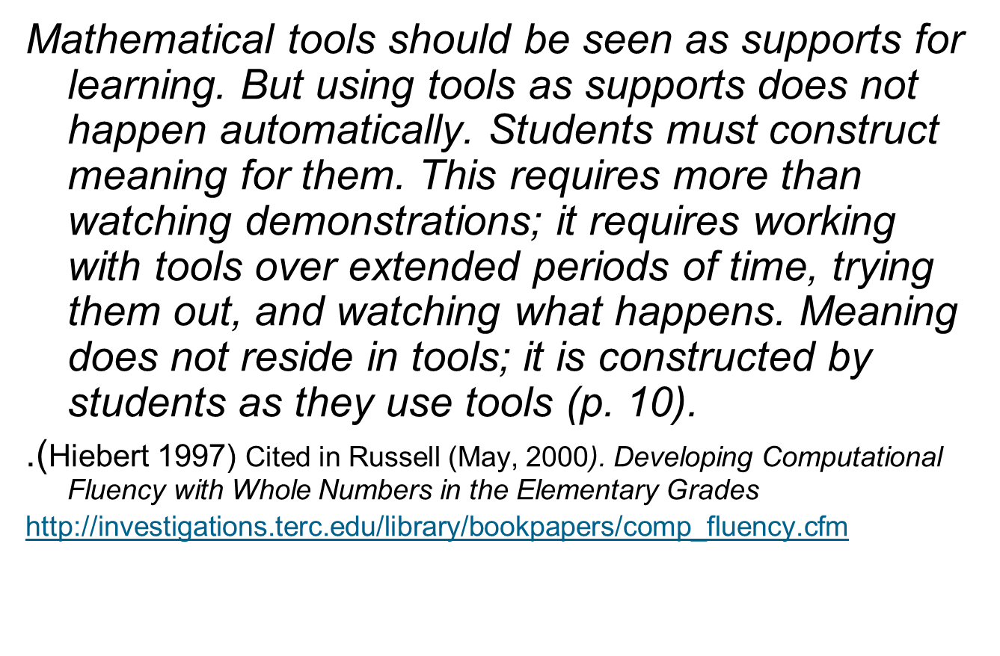 Mathematical tools should be seen as supports for
learning. But using tools as supports does not
happen automatically. Students must construct
meaning for them. This requires more than
watching demonstrations; it requires working
with tools over extended periods of time, trying
them out, and watching what happens. Meaning
does not reside in tools; it is constructed by
students as they use tools (p. 10).
.(Hiebert 1997) Cited in Russell (May, 2000). Developing Computational
Fluency with Whole Numbers in the Elementary Grades
http://investigations.terc.edu/library/bookpapers/comp_fluency.cfm